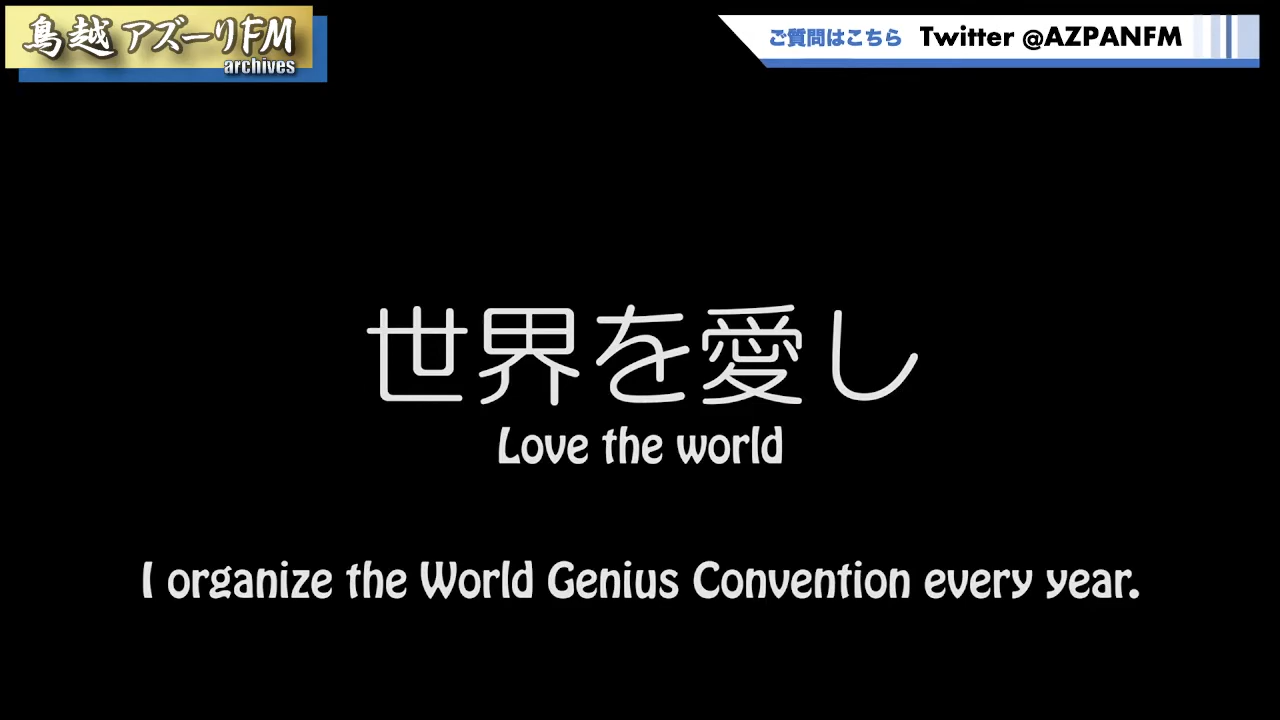 鳥越アズーリFM
archives
ご質問はこちら Twitter @AZPANFM
世界を愛し
Love the world
I organize the World Genius Convention every year.